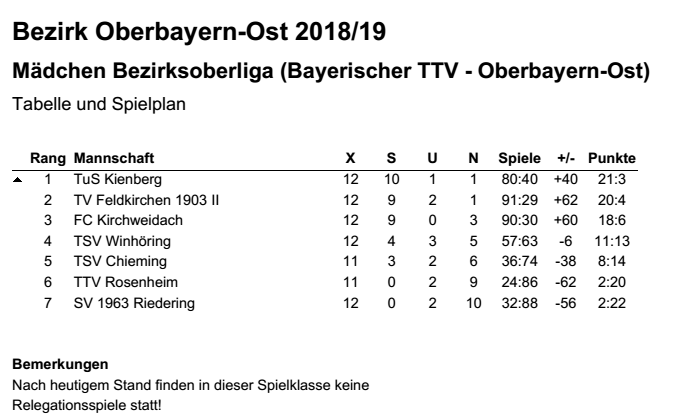 Bezirk Oberbayern-Ost 2018/19
Mädchen Bezirksoberliga (Bayerischer TTV - Oberbayern-Ost)
Tabelle und Spielplan
Rang Mannschaft X S U N Spiele +/- Punkte
1 TuS Kienberg 12 10 1 1 80:40 +40 21:3
2 TV Feldkirchen 1903 II 12 9 2 1 91:29 +62 20:4
3 FC Kirchweidach 12 9 0 3 90:30 +60 18:6
4 TSV Winhöring 12 4 3 5 57:63 -6 11:13
5 TSV Chieming 11 3 2 6 36:74 -38 8:14
6 TTV Rosenheim 11 0 2 9 24:86 -62 2:20
7 SV 1963 Riedering 12 0 2 10 32:88 -56 2:22
Bemerkungen
Nach heutigem Stand finden in dieser Spielklasse keine
Relegationsspiele statt!